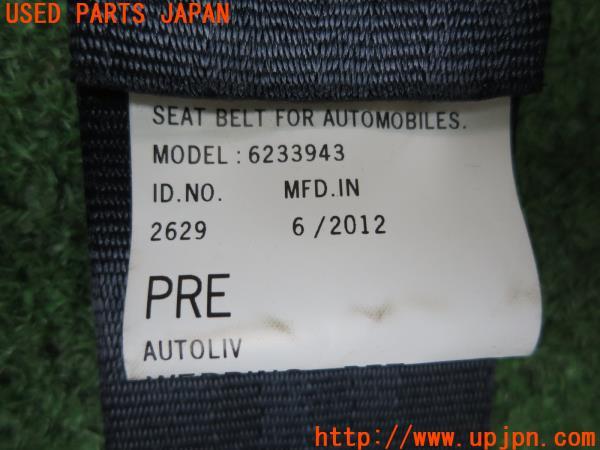 USED PARTS JAPAN
SEAT BELT FOR AUTOMOBILES.
MODEL : 6233943
ID.NO. MFD.IN
2629 6 / 2012
PRE
AUTOLIV
http://www.upjpn.com/